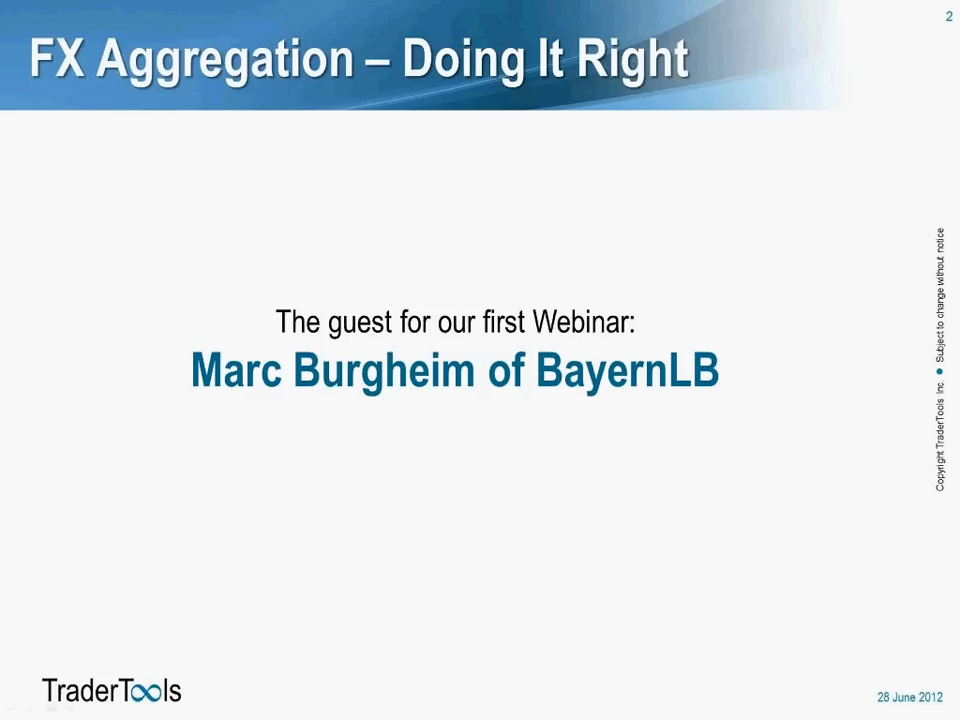 2
FX Aggregation – Doing It Right
The guest for our first Webinar:
Marc Burgheim of BayernLB
Copyright TraderTools Inc. ● Subject to change without notice
TraderTools
28 June 2012